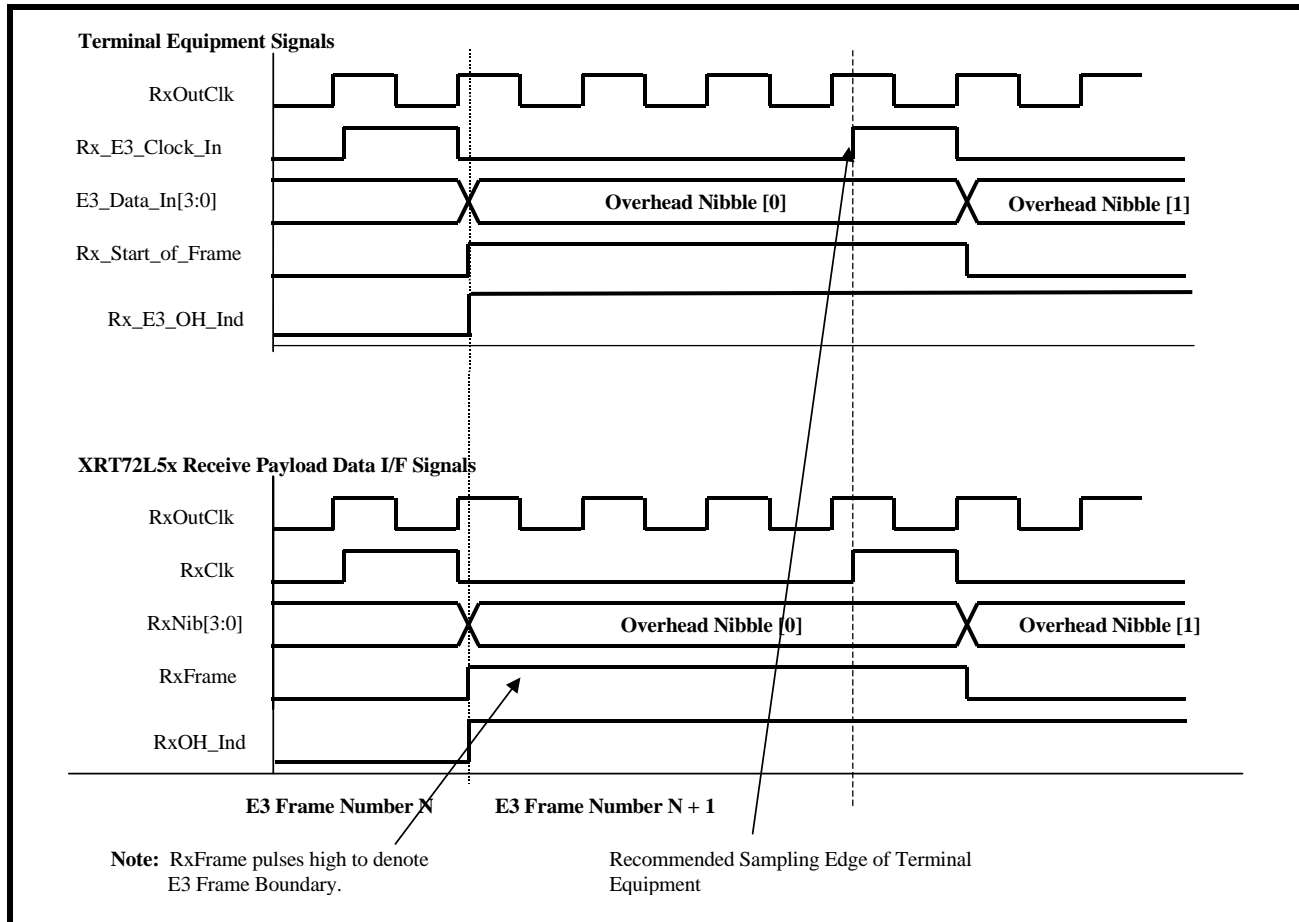 Terminal Equipment Signals
RxOutClk
Rx_E3_Clock_In
E3_Data_In[3:0]
Overhead Nibble [0]
Overhead Nibble [1]
Rx_Start_of_Frame
Rx_E3_OH_Ind
XRT72L5x Receive Payload Data I/F Signals
RxOutClk
RxClk
RxNib[3:0]
Overhead Nibble [0]
Overhead Nibble [1]
RxFrame
RxOH_Ind
E3 Frame Number N
E3 Frame Number N + 1
Note: RxFrame pulses high to denote
E3 Frame Boundary.
Recommended Sampling Edge of Terminal
Equipment